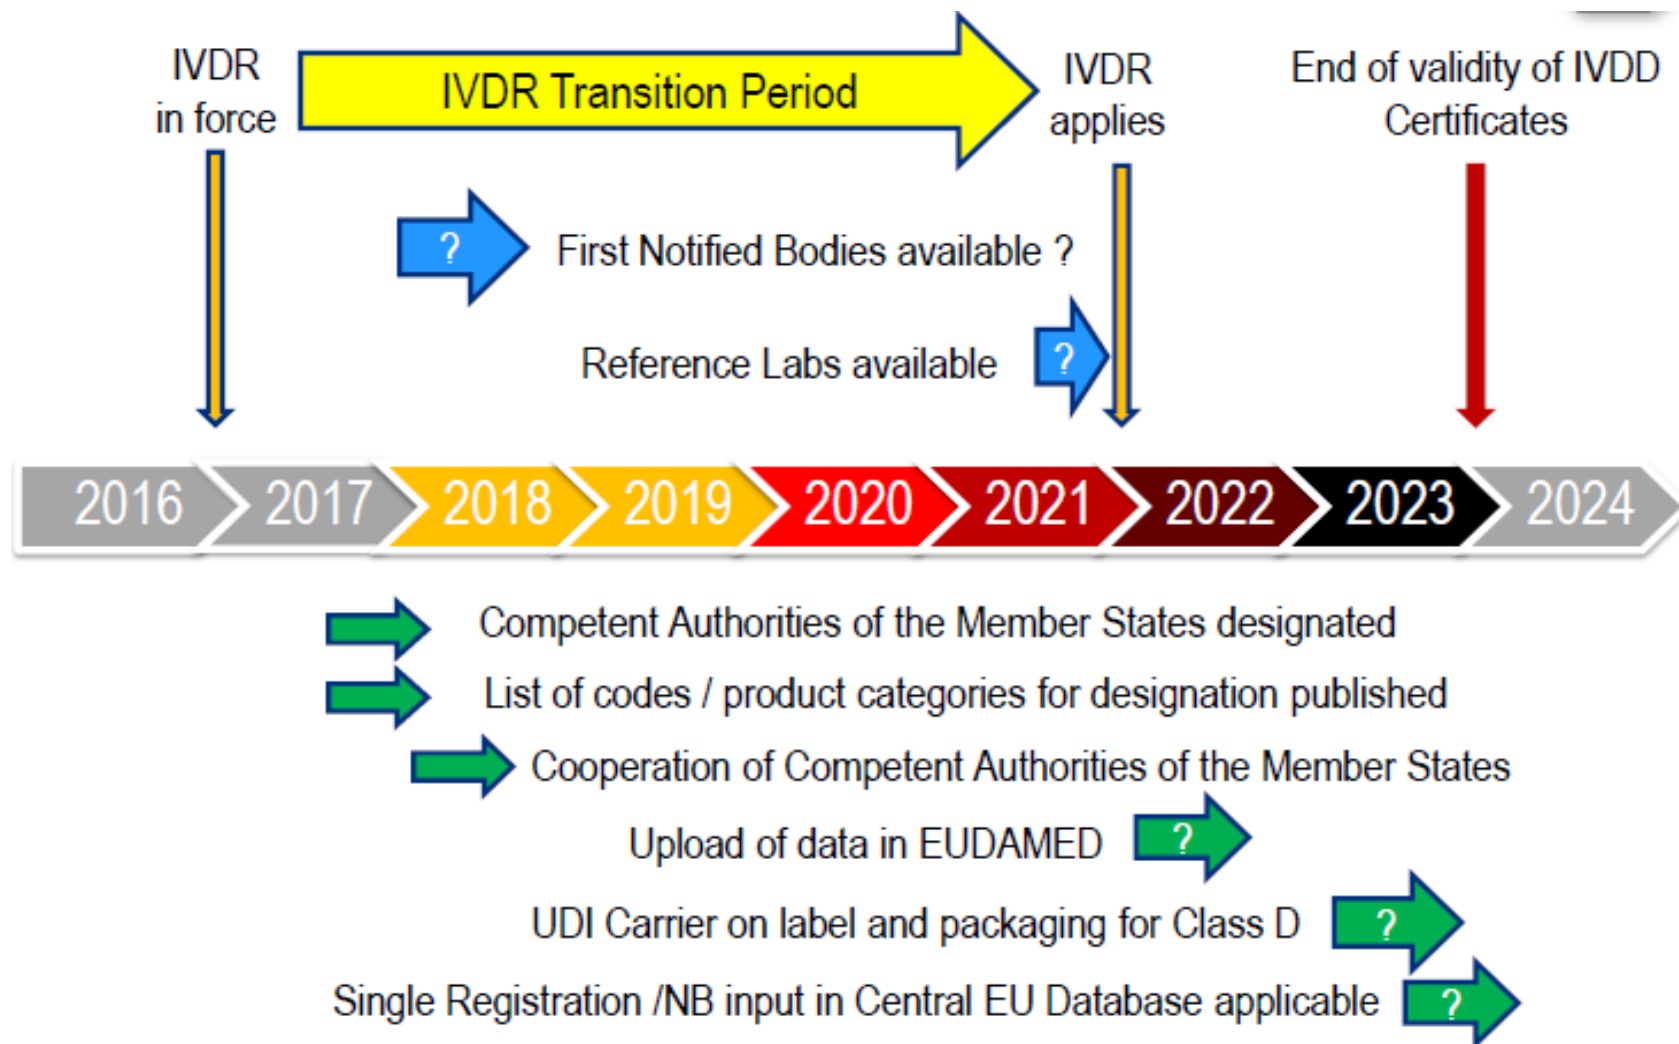 IVDR
in force
IVDR Transition Period
IVDR
applies
End of validity of IVDD
Certificates
?
First Notified Bodies available ?
Reference Labs available
?
2016
2017
2018
2019
2020
2021
2022
2023
2024
Competent Authorities of the Member States designated
List of codes / product categories for designation published
Cooperation of Competent Authorities of the Member States
Upload of data in EUDAMED
?
UDI Carrier on label and packaging for Class D
?
Single Registration /NB input in Central EU Database applicable
?